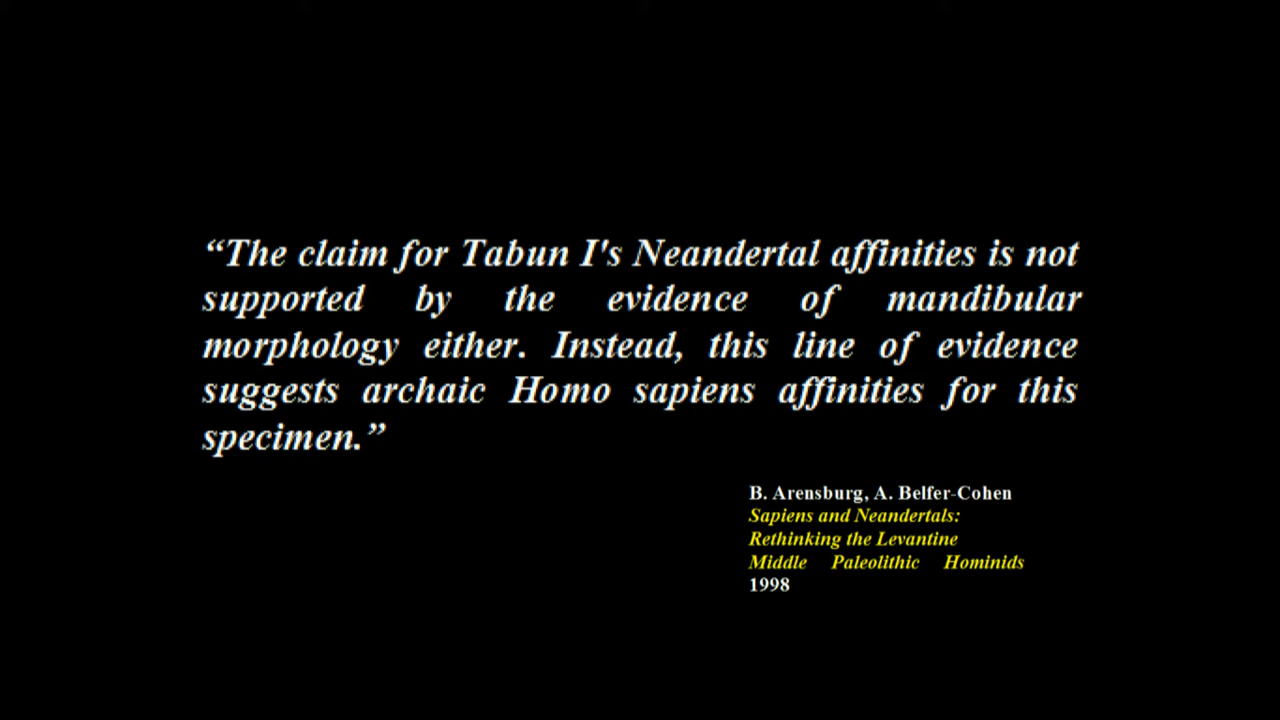 “The claim for Tabun I's Neandertal affinities is not
supported by the evidence of mandibular
morphology either. Instead, this line of evidence
suggests archaic Homo sapiens affinities for this
specimen.”
B. Arensburg, A. Belfer-Cohen
Sapiens and Neandertals:
Rethinking the Levantine
Middle Paleolithic Hominids
1998